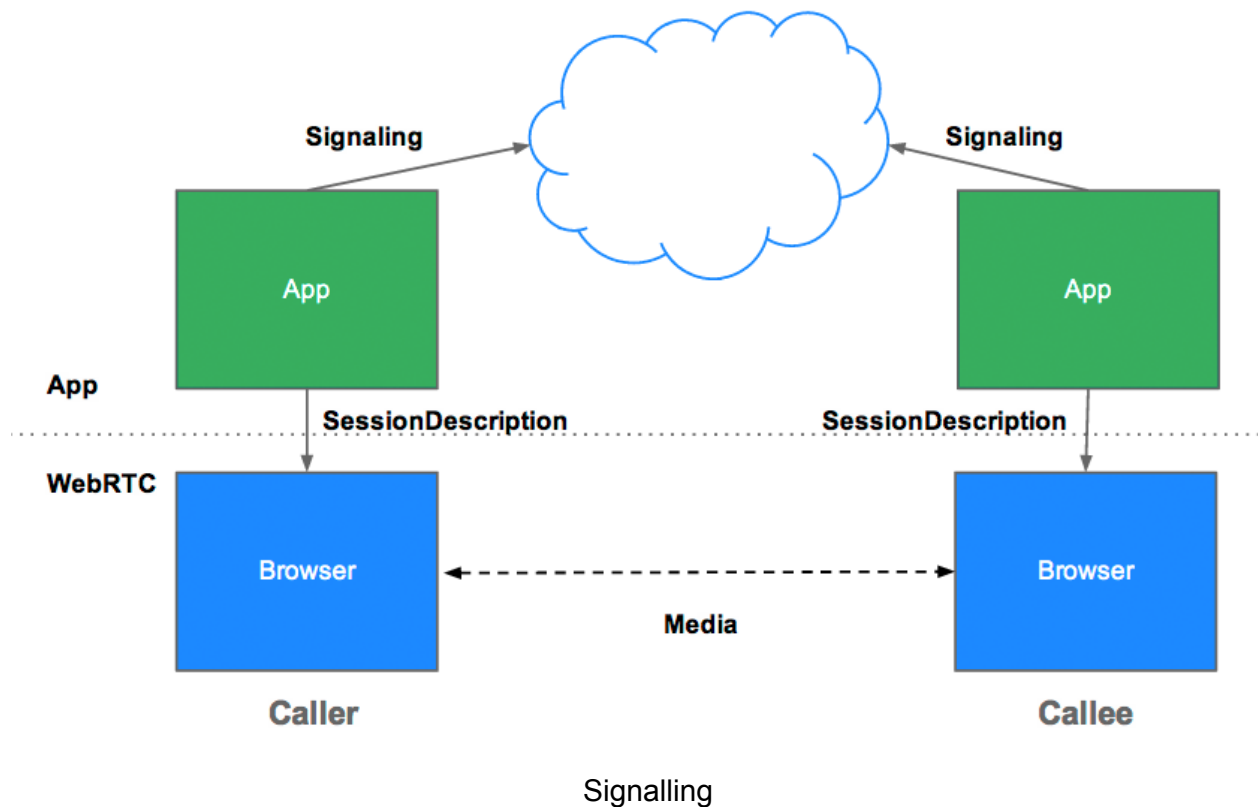 Signaling
Signaling
App
App
App
SessionDescription
SessionDescription
WebRTC
Browser
Browser
Media
Caller
Callee
Signalling